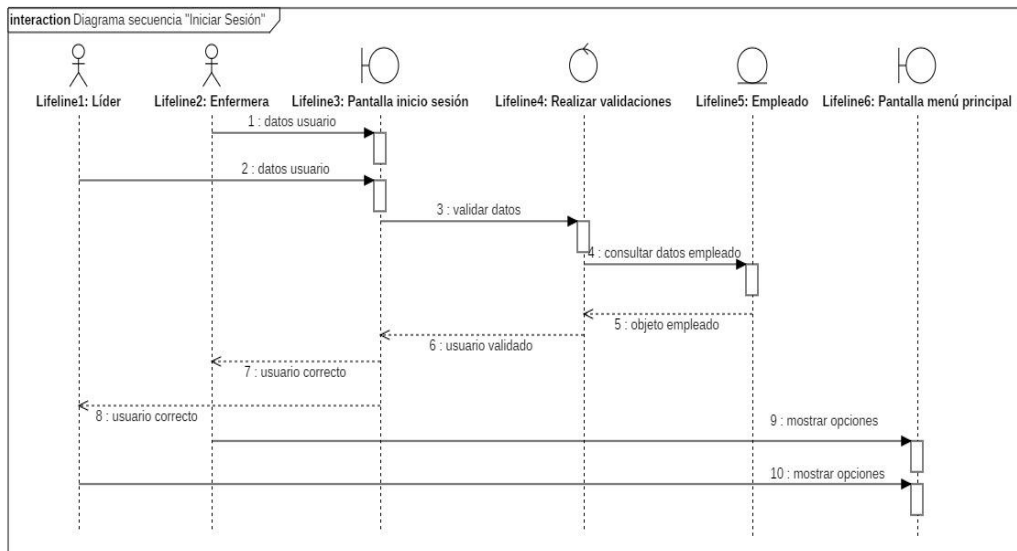 interaction Diagrama secuencia "Iniciar Sesión"
Lifeline1: Líder
Lifeline2: Enfermera
Lifeline3: Pantalla inicio sesión
Lifeline4: Realizar validaciones
Lifeline5: Empleado
Lifeline6: Pantalla menú principal
1 : datos usuario
2 : datos usuario
3 : validar datos
4 : consultar datos empleado
5 : objeto empleado
6 : usuario validado
7 : usuario correcto
8 : usuario correcto
9 : mostrar opciones
10 : mostrar opciones